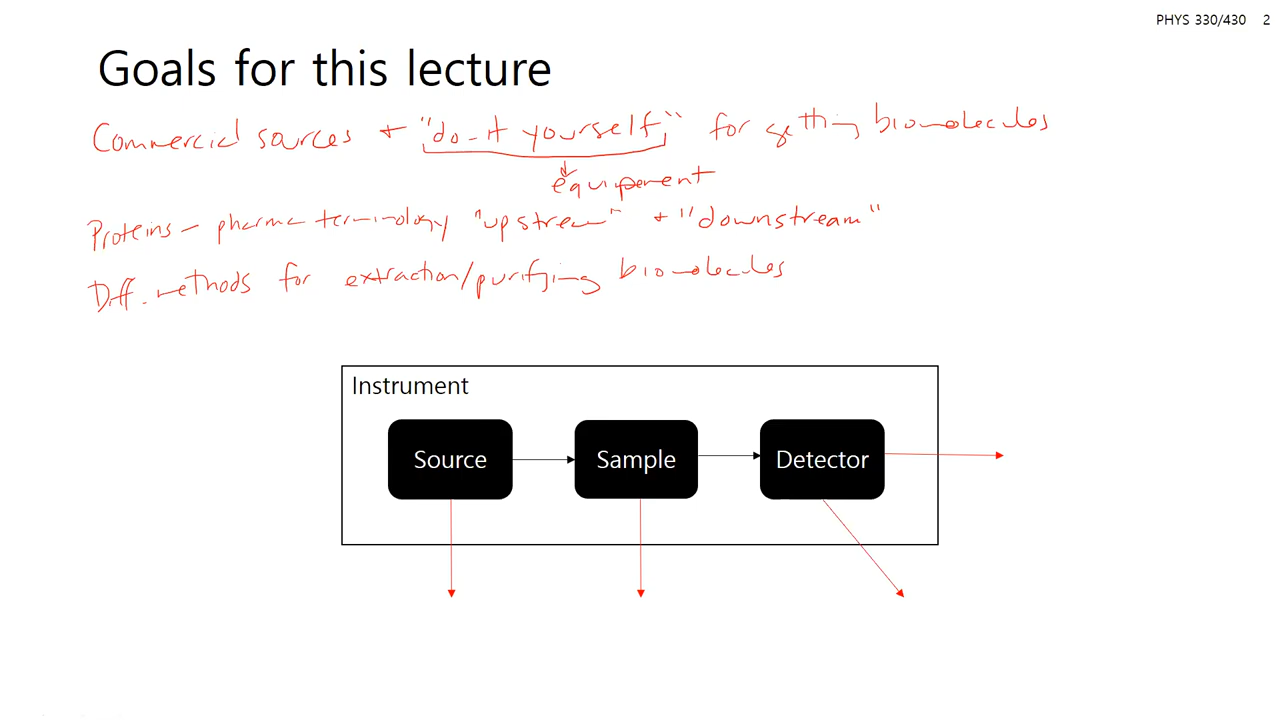 PHYS 330/430 2
Goals for this lecture
Commercial sources + "do-it yourself" for getting biomolecules
equipement
Proteins - pharma terminology "upstream" + "downstream"
Diff. methods for extraction/purifying biomolecules
Instrument
Source
Sample
Detector